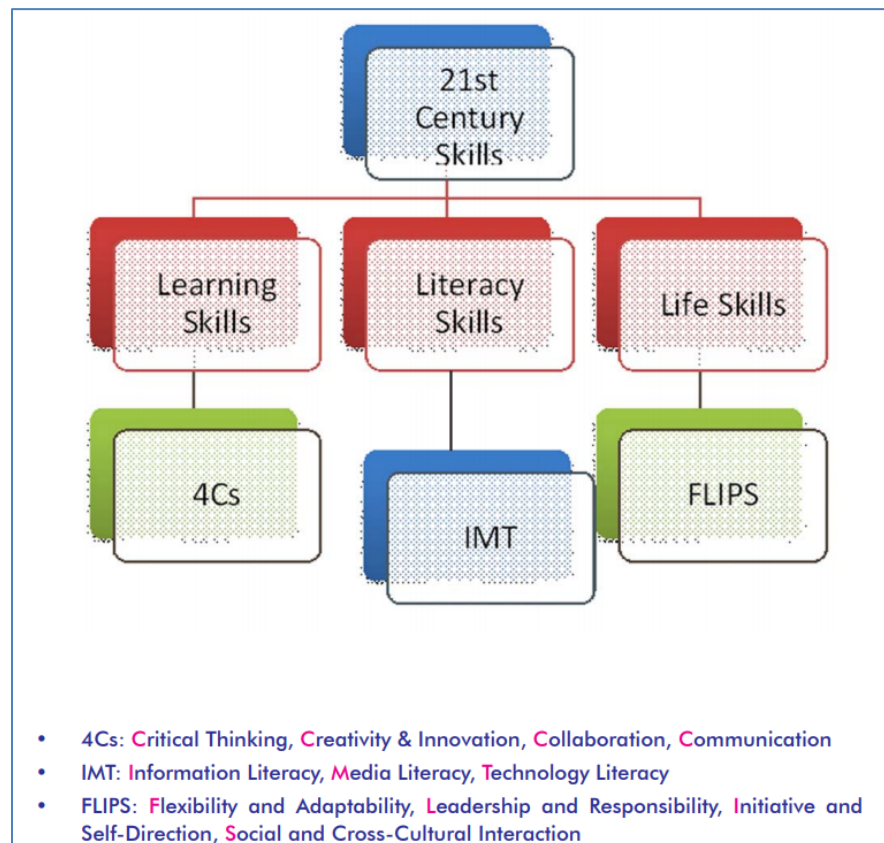 21st
Century
Skills
Learning
Skills
Literacy
Skills
Life Skills
4Cs
IMT
FLIPS
• 4Cs: Critical Thinking, Creativity & Innovation, Collaboration, Communication
• IMT: Information Literacy, Media Literacy, Technology Literacy
• FLIPS: Flexibility and Adaptability, Leadership and Responsibility, Initiative and
Self-Direction, Social and Cross-Cultural Interaction